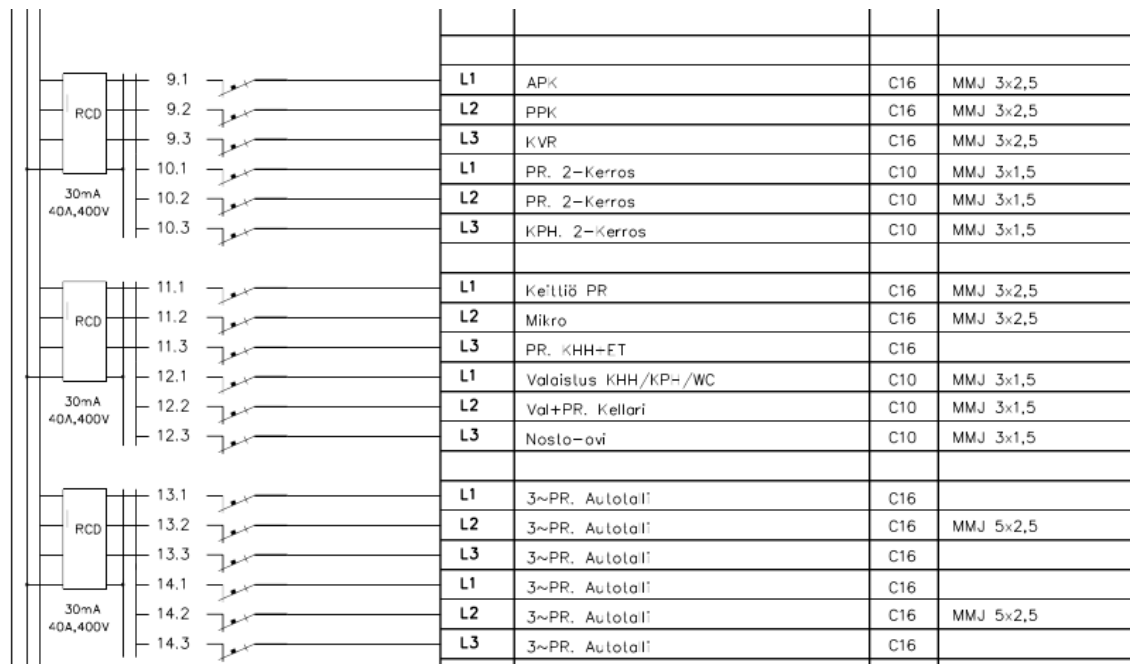 9.1 L1 APK C16 MMJ 3x2,5
RCD 9.2 L2 PPK C16 MMJ 3x2,5
9.3 L3 KVR C16 MMJ 3x2,5
10.1 L1 PR. 2-Kerros C10 MMJ 3x1,5
30mA 10.2 L2 PR. 2-Kerros C10 MMJ 3x1,5
40A,400V 10.3 L3 KPH. 2-Kerros C10 MMJ 3x1,5
11.1 L1 Keittiö PR C16 MMJ 3x2,5
RCD 11.2 L2 Mikro C16 MMJ 3x2,5
11.3 L3 PR. KHH+ET C16
12.1 L1 Valaistus KHH/KPH/WC C10 MMJ 3x1,5
30mA 12.2 L2 Val+PR. Kellari C10 MMJ 3x1,5
40A,400V 12.3 L3 Nosto-ovi C10 MMJ 3x1,5
13.1 L1 3~PR. Autotalli C16
RCD 13.2 L2 3~PR. Autotalli C16 MMJ 5x2,5
13.3 L3 3~PR. Autotalli C16
14.1 L1 3~PR. Autotalli C16
30mA 14.2 L2 3~PR. Autotalli C16 MMJ 5x2,5
40A,400V 14.3 L3 3~PR. Autotalli C16